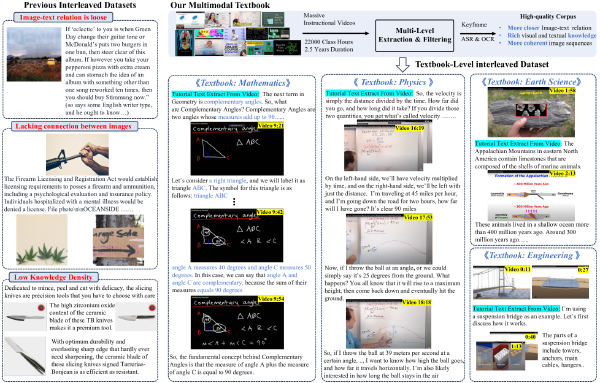 Previous Interleaved Datasets
Image-text relation is loose
If 'eclectic' to you is when Green
Day change their guitar tone or
McDonald's puts two burgers in
one bun, then steer clear of this
album. If however you take your
peppered pizza with extra cream
and can stomach the idea of an
album with something other than
one song reworked ten times, then
you should buy Slimming now."
(so says some English writer type,
and he ought to know…)
Lacking connection between images
The Firearm Licensing and Registration Act would establish
licensing requirements to posses a firearm and ammunition,
including a psychological evaluation and insurance policy.
Individuals hospitalized with a mental illness would be
denied a license. File photo\n\nOCEANSIDE ……
Large Sale
Low Knowledge Density
Dedicated to mince, peel and cut with delicacy, the slicing
knives are precision tools that you have to choose with care
The high zirconium oxide
content of the ceramic
blade of these TB knives
makes it a premium tool.
With optimum durability and
everlasting sharp edge that hardly ever
need sharpening, the ceramic blade of
these slicing knives signed Tarrerias-
Bonjean is as efficient as resistant.
Our Multimodal Textbook
Massive
Instructional Videos
22000 Class Hours
2.5 Years Duration
Multi-Level
Extraction & Filtering
Keyframe
ASR & OCR
High-quality Corpus
• More closer image-text relation
• Rich visual and textual knowledge
• More coherent image sequences
Textbook-Level interleaved Dataset
《Textbook: Mathematics》
Tutorial Text Extract From Video: The next term in
Geometry is complementary angles. So, what
are Complementary Angles? Complementary Angles are
two angles whose measures add up to 90……
Video 9:21
Complementary Angles
△ ABC
Let's consider a right triangle, and we will label it as
triangle ABC. The symbol for this triangle is as
follows: triangle ABC
Video 9:42
Complementary Angles
△ ABC
∢A ∢C
angle A measures 40 degrees and angle C measures 50
degrees. In this case, we can say that angle A and
angle C are complementary, because the sum of their
measures equals 90 degrees
Video 9:54
Complementary Angles
△ ABC
∢A ∢C
m∢A + m∢C = 90°
So, the fundamental concept behind Complementary
Angles is that the measure of angle A plus the measure
of angle C is equal to 90 degrees.
《Textbook: Physics》
Tutorial Text Extract From Video: So, the velocity is
simply the distance divided by the time. How far did
you go, and how long did it take? If you divide those
two quantities, you get what's called velocity ……
Video 16:19
On the left-hand side, we'll have velocity multiplied
by time, and on the right-hand side, we'll be left with
just the distance. I'm traveling at 45 miles per hour,
and I'm going down the road for two hours, how far
will I have gone? It's clear 90 miles
Video 17:53
Now, if I throw the ball at an angle, or we could
simply say it's 25 degrees from the ground. What
happens? You all know that it will rise to a maximum
height, then come back down and eventually hit the
ground.
Video 18:18
So, if I throw the ball at 39 meters per second at a
certain angle, .., I want to know how high the ball goes,
and how far it travels horizontally. I'm also likely
interested in how long the ball stays in the air
《Textbook: Earth Science》
Video 1:58
Tutorial Text Extract From Video: The
Appalachian Mountains in eastern North
America contain limestones that are
composed of the shells of marine animals.
Video 2-13
Formation of the Appalachians
These animals lived in a shallow ocean more
than 400 million years ago. Around 300
million years ago…..
《Textbook: Engineering》
Video 0:11
0:27
Tutorial Text Extract From Video: I'm using
a suspension bridge as an example. Let's first
discuss how it works.
0:40
1:13
The parts of a
suspension bridge
include towers,
anchors, main
cables, hangers..